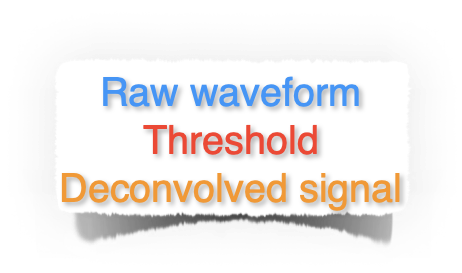 Raw waveform
Threshold
Deconvolved signal